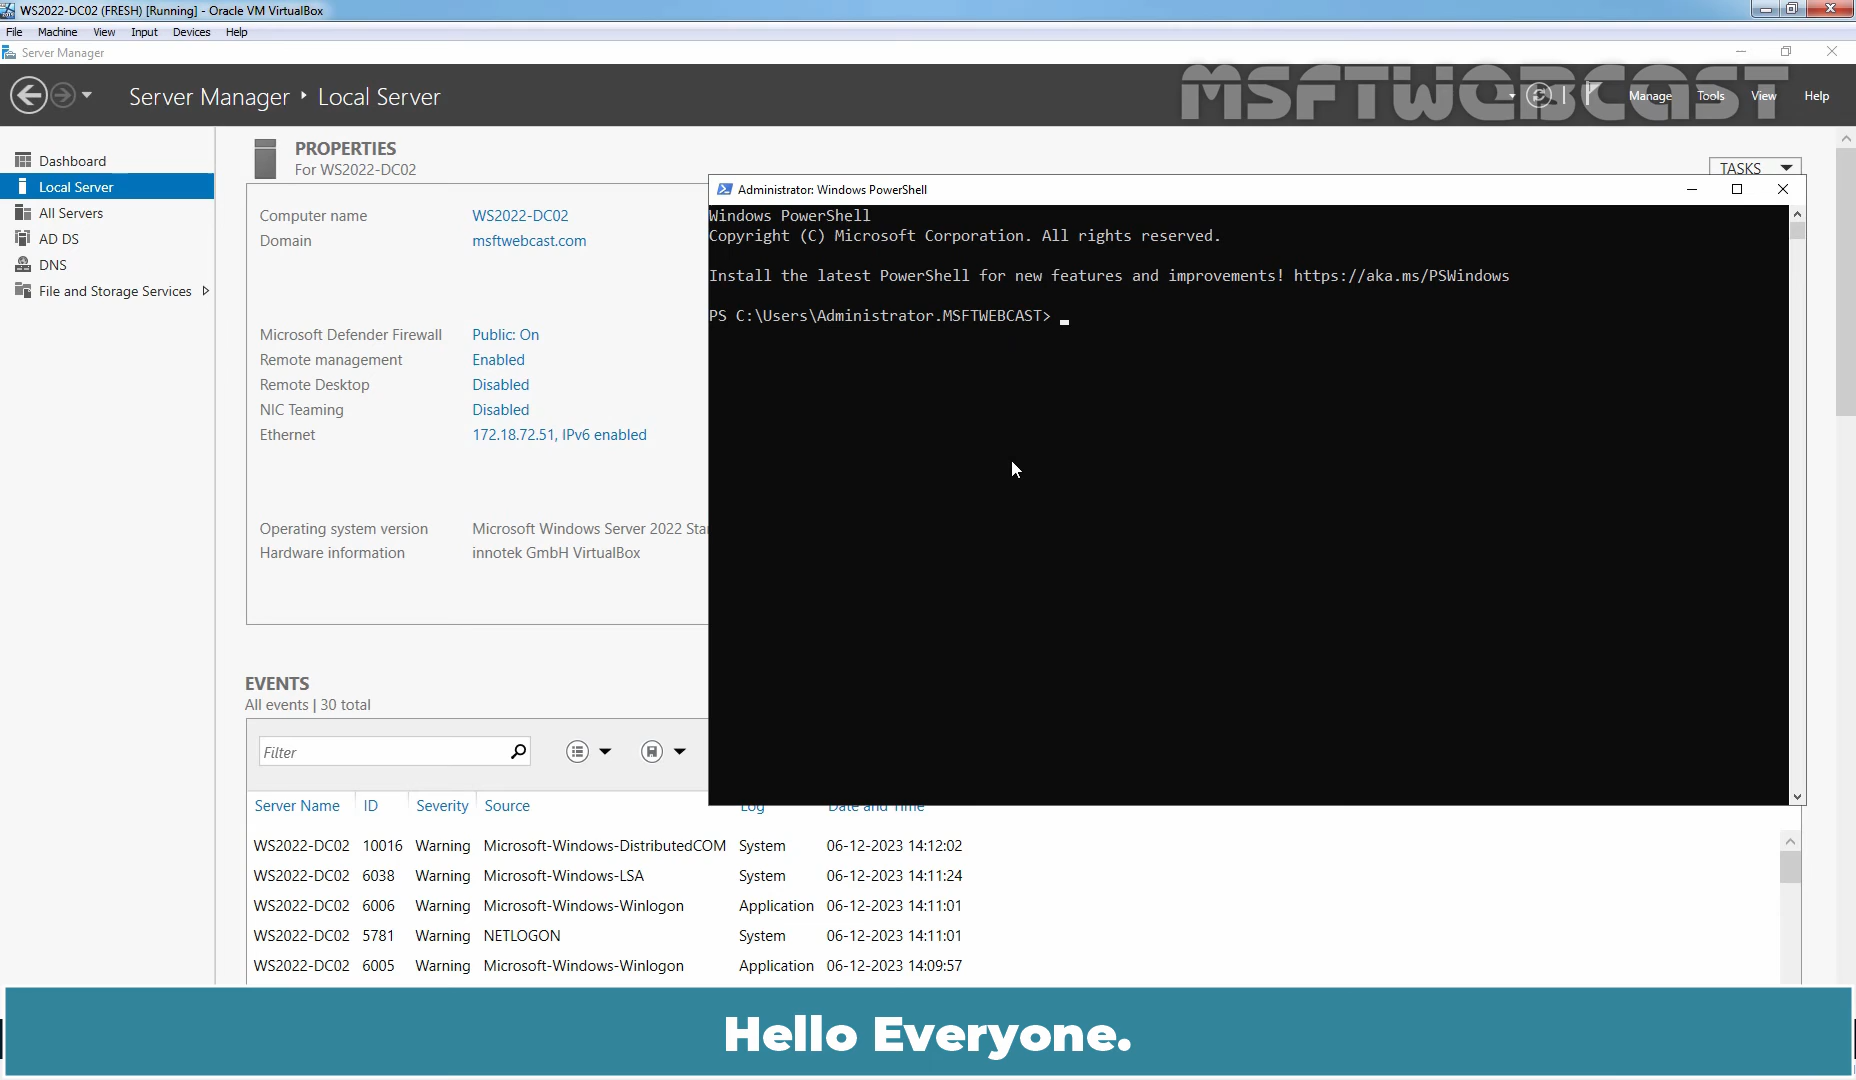 WS2022-DC02 (FRESH) [Running] - Oracle VM VirtualBox
File Machine View Input Devices Help
Server Manager
Server Manager ‣ Local Server
MSFTWEBCAST
Manage Tools View Help
Dashboard
Local Server
All Servers
AD DS
DNS
File and Storage Services
PROPERTIES
For WS2022-DC02
TASKS
Computer name WS2022-DC02
Domain msftwebcast.com
Microsoft Defender Firewall Public: On
Remote management Enabled
Remote Desktop Disabled
NIC Teaming Disabled
Ethernet 172.18.72.51, IPv6 enabled
Operating system version Microsoft Windows Server 2022 Sta
Hardware information innotek GmbH VirtualBox
Administrator: Windows PowerShell
Windows PowerShell
Copyright (C) Microsoft Corporation. All rights reserved.
Install the latest PowerShell for new features and improvements! https://aka.ms/PSWindows
PS C:\Users\Administrator.MSFTWEBCAST> _
EVENTS
All events | 30 total
Filter
Server Name ID Severity Source Log Date and Time
WS2022-DC02 10016 Warning Microsoft-Windows-DistributedCOM System 06-12-2023 14:12:02
WS2022-DC02 6038 Warning Microsoft-Windows-LSA System 06-12-2023 14:11:24
WS2022-DC02 6006 Warning Microsoft-Windows-Winlogon Application 06-12-2023 14:11:01
WS2022-DC02 5781 Warning NETLOGON System 06-12-2023 14:11:01
WS2022-DC02 6005 Warning Microsoft-Windows-Winlogon Application 06-12-2023 14:09:57
Hello Everyone.